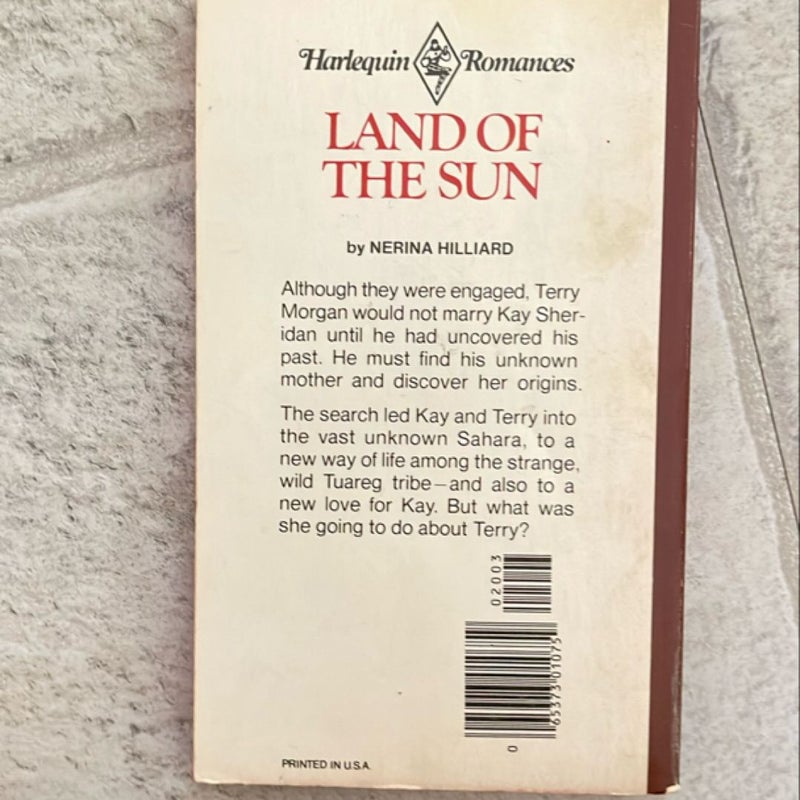 Harlequin Romances
LAND OF
THE SUN
by NERINA HILLIARD
Although they were engaged, Terry
Morgan would not marry Kay Sher-
idan until he had uncovered his
past. He must find his unknown
mother and discover her origins.
The search led Kay and Terry into
the vast unknown Sahara, to a
new way of life among the strange,
wild Tuareg tribe—and also to a
new love for Kay. But what was
she going to do about Terry?
02003
65373 01075
0
PRINTED IN U.S.A.